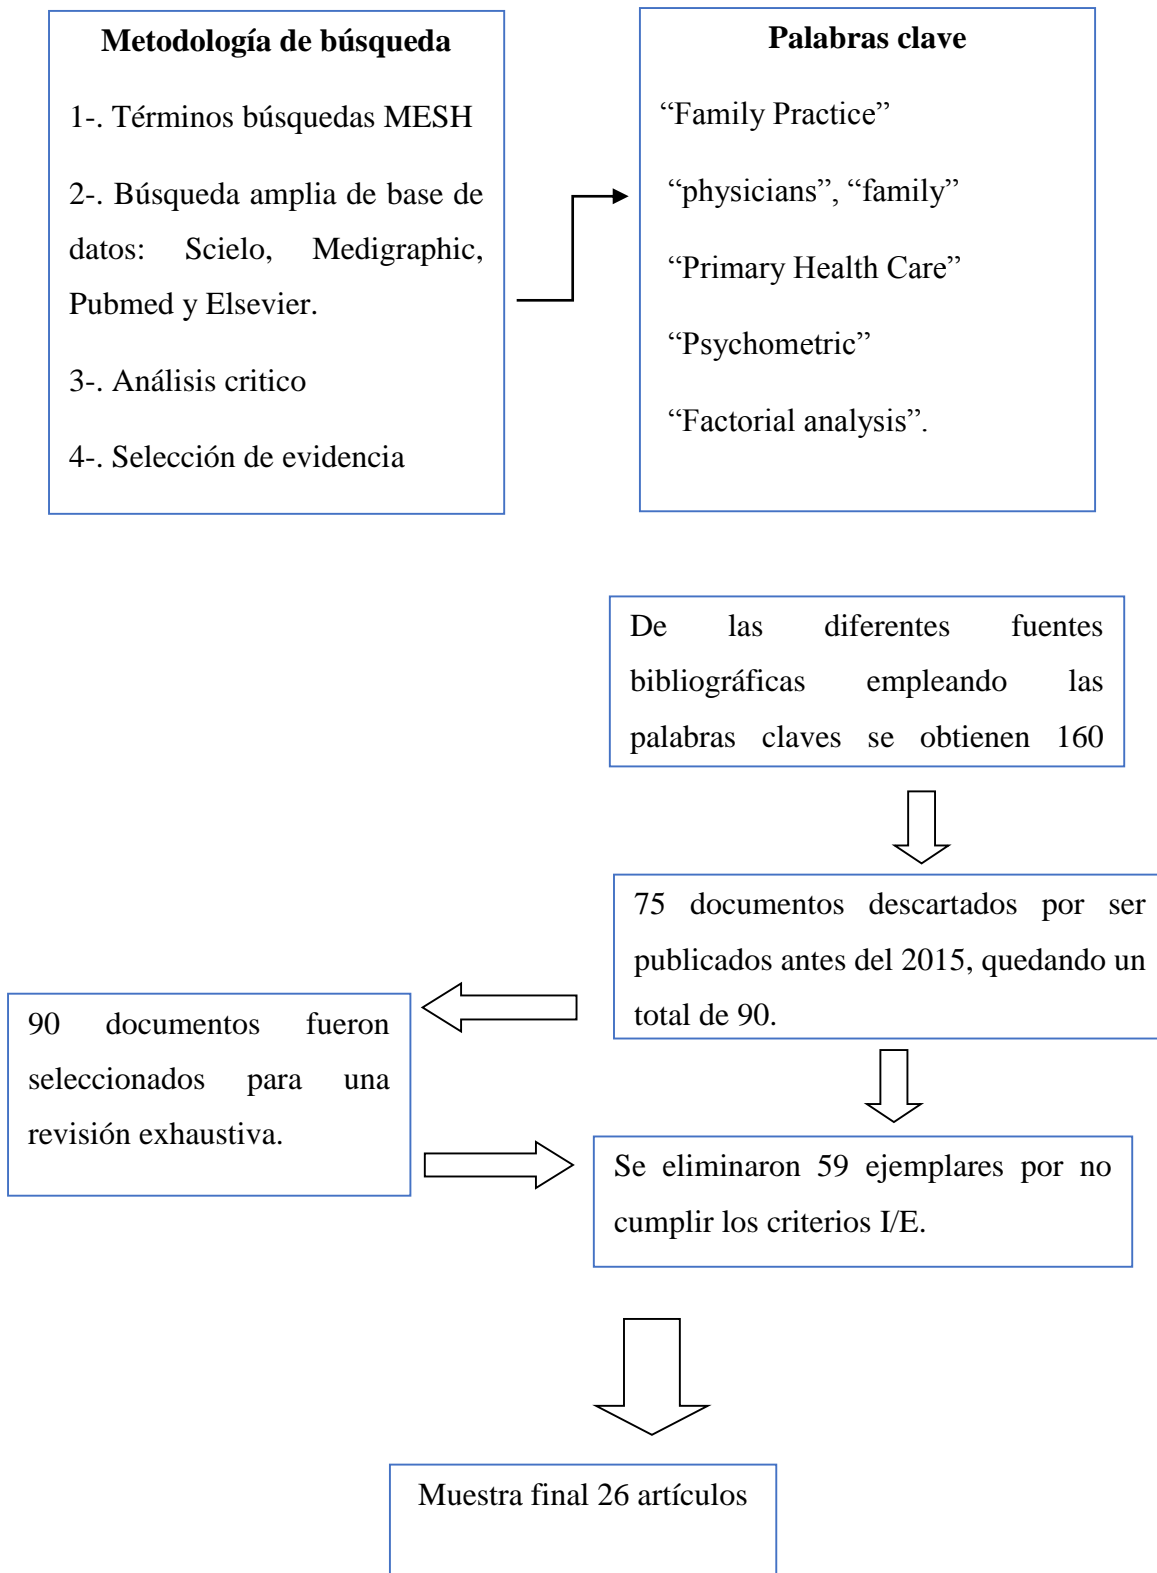 Metodología de búsqueda
1-. Términos búsquedas MESH
2-. Búsqueda amplia de base de
datos: Scielo, Medigraphic,
Pubmed y Elsevier.
3-. Análisis critico
4-. Selección de evidencia
Palabras clave
“Family Practice”
“physicians”, “family”
“Primary Health Care”
“Psychometric”
“Factorial analysis”.
De las diferentes fuentes
bibliográficas empleando las
palabras claves se obtienen 160
75 documentos descartados por ser
publicados antes del 2015, quedando un
total de 90.
90 documentos fueron
seleccionados para una
revisión exhaustiva.
Se eliminaron 59 ejemplares por no
cumplir los criterios I/E.
Muestra final 26 artículos